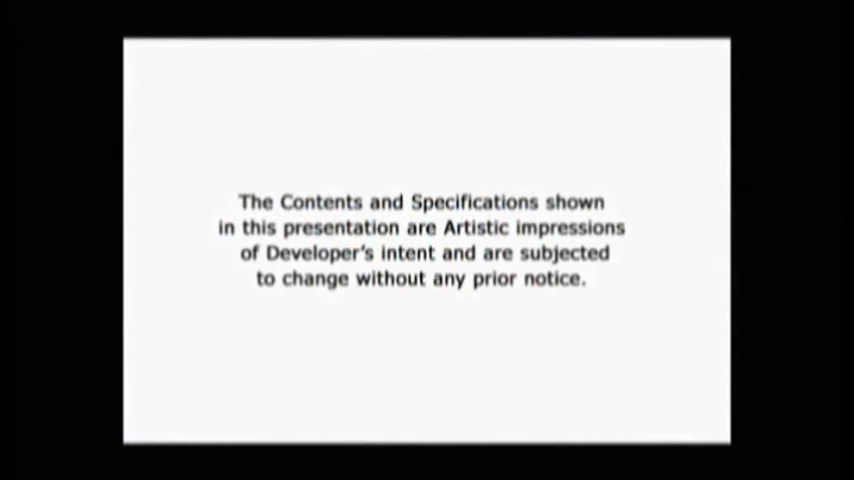 The Contents and Specifications shown
in this presentation are Artistic impressions
of Developer's intent and are subjected
to change without any prior notice.